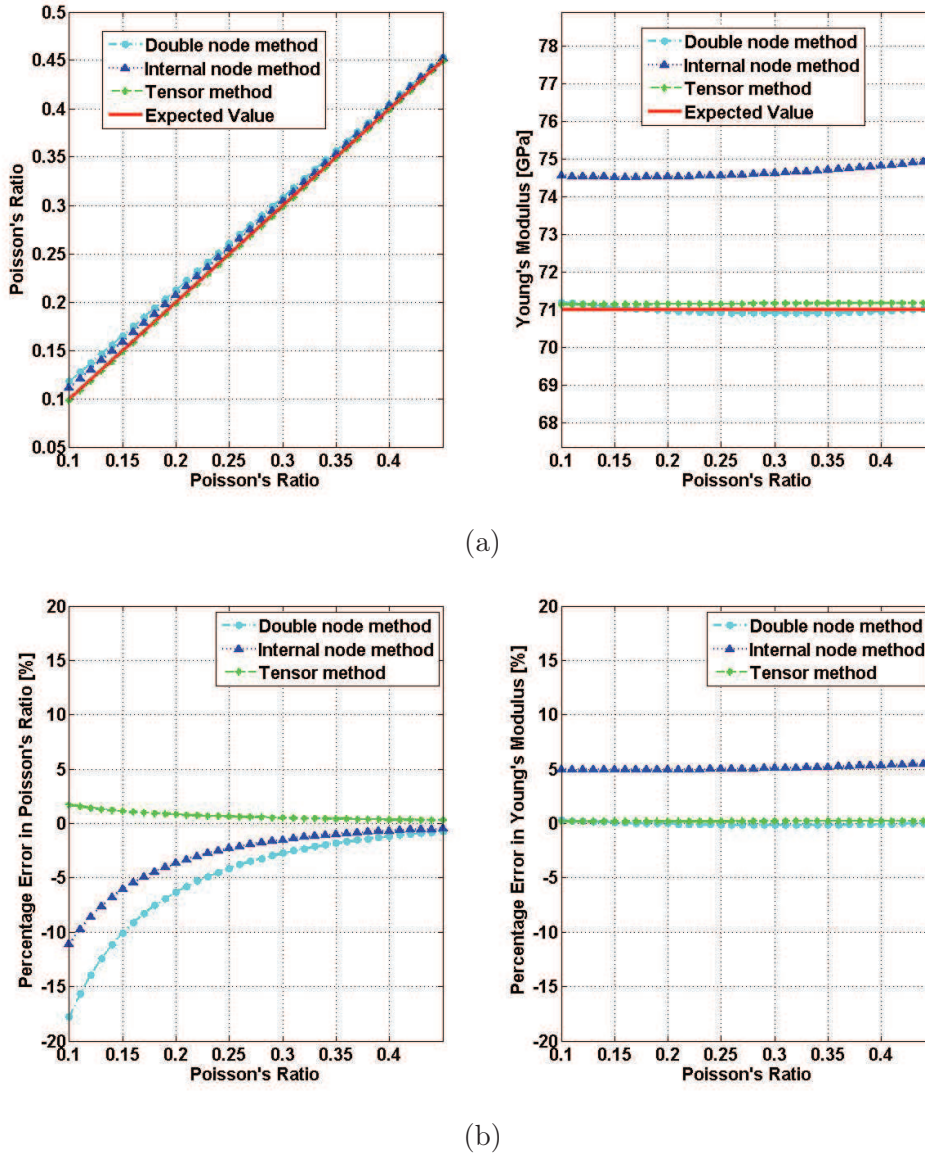 0.5
0.45
0.4
0.35
0.3
0.25
0.2
0.15
0.1
0.05
Poisson's Ratio
Double node method
Internal node method
Tensor method
Expected Value
0.1 0.15 0.2 0.25 0.3 0.35 0.4
Poisson's Ratio
78
77
76
75
74
73
72
71
70
69
68
Young's Modulus [GPa]
Double node method
Internal node method
Tensor method
Expected Value
0.1 0.15 0.2 0.25 0.3 0.35 0.4
Poisson's Ratio
(a)
20
15
10
5
0
-5
-10
-15
-20
Percentage Error in Poisson's Ratio [%]
Double node method
Internal node method
Tensor method
0.1 0.15 0.2 0.25 0.3 0.35 0.4
Poisson's Ratio
20
15
10
5
0
-5
-10
-15
-20
Percentage Error in Young's Modulus [%]
Double node method
Internal node method
Tensor method
0.1 0.15 0.2 0.25 0.3 0.35 0.4
Poisson's Ratio
(b)